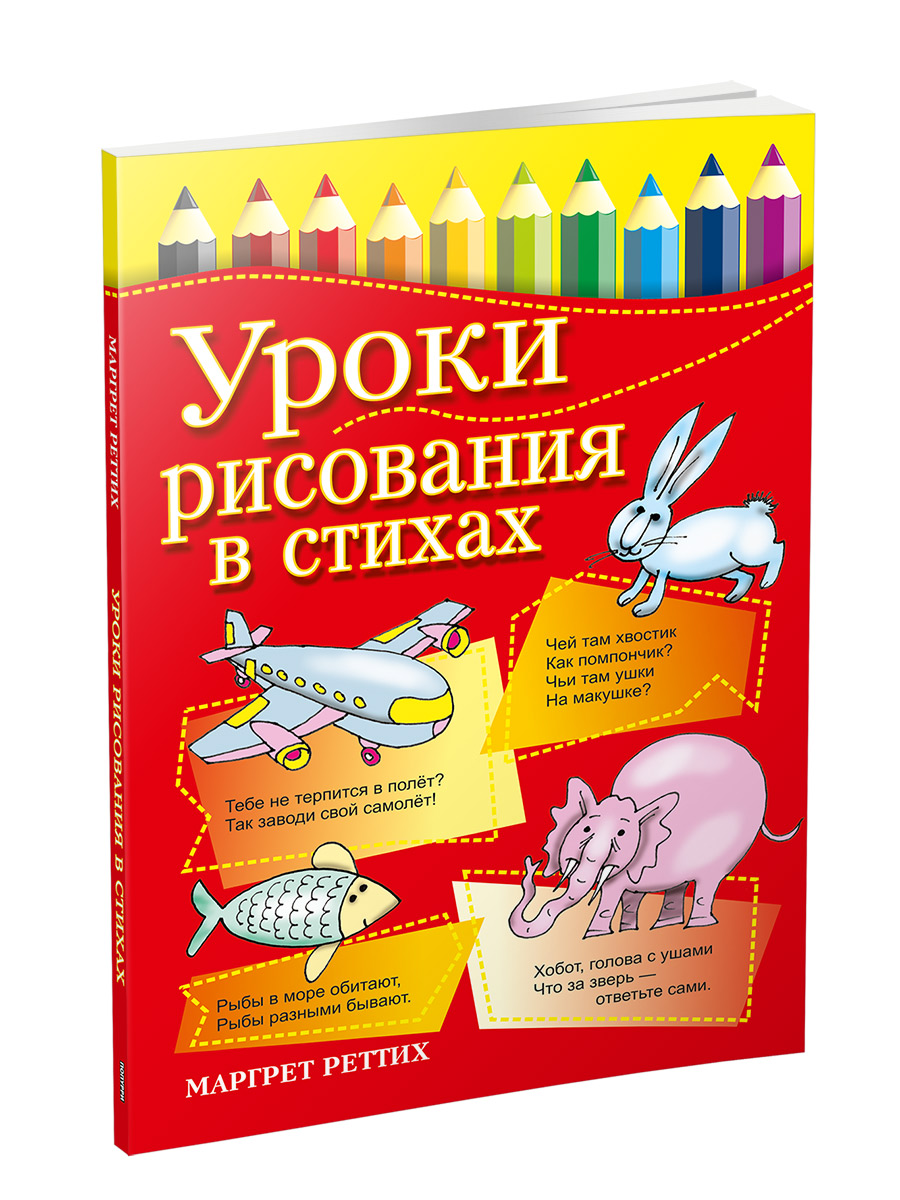 Уроки
рисования
в стихах
Чей там хвостик
Как помпончик?
Чьи там ушки
На макушке?
Тебе не терпится в полёт?
Так заводи свой самолёт!
Рыбы в море обитают,
Рыбы разными бывают.
Хобот, голова с ушами
Что за зверь —
ответьте сами.
МАРГРЕТ РЕТТИХ
МАРГРЕТ РЕТТИХ
УРОКИ РИСОВАНИЯ В СТИХАХ
ПОПУРРИ